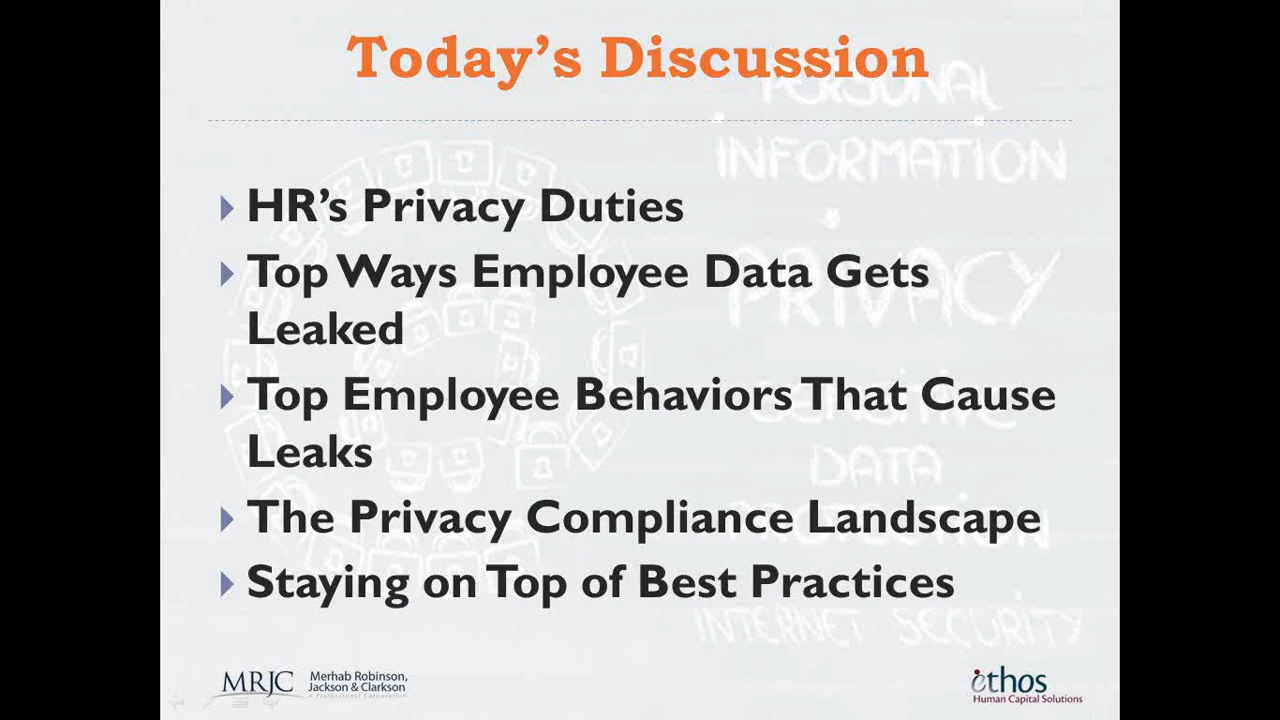 Today's Discussion
PERSONAL
INFORMATION
HR's Privacy Duties
PRIVACY
Top Ways Employee Data Gets
Leaked
Top Employee Behaviors That Cause
Leaks
DATA
The Privacy Compliance Landscape
Staying on Top of Best Practices
INTERNET SECURITY
MRJC
Merhab Robinson,
Jackson & Clarkson
A Professional Corporation
ethos
Human Capital Solutions